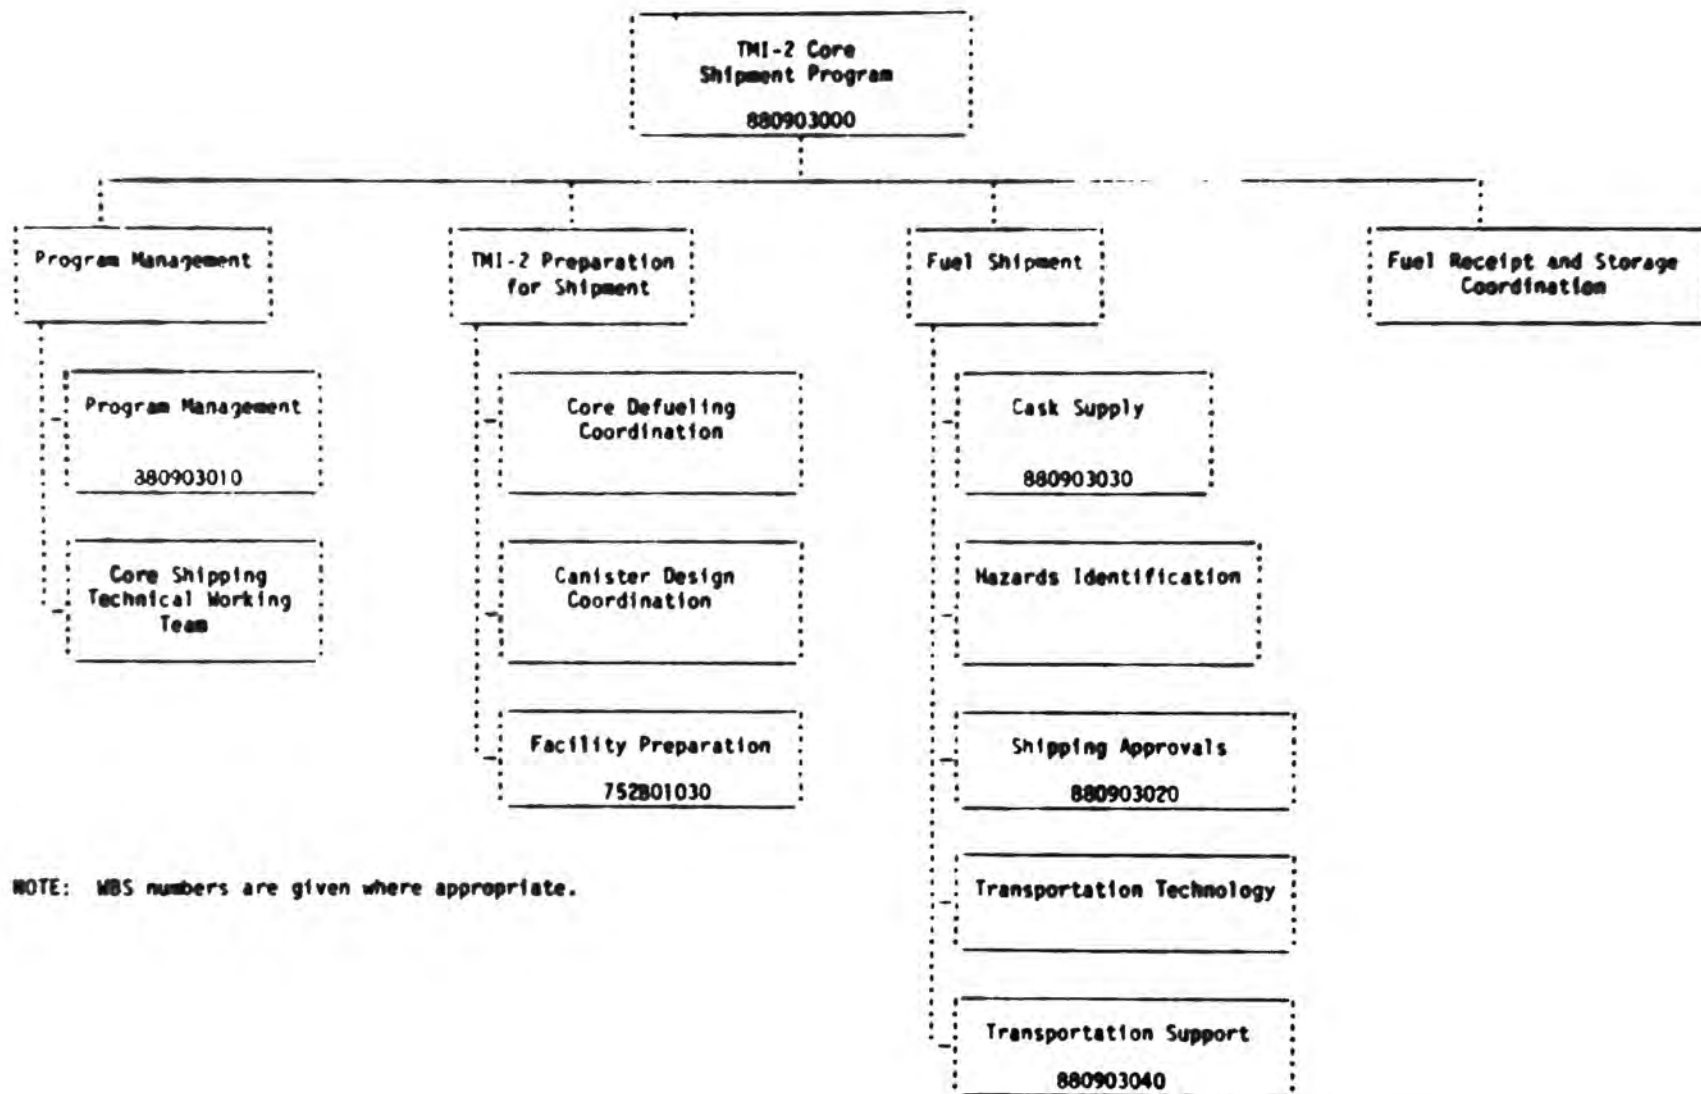 TMI-2 Core
Shipment Program
880903000
Program Management
TMI-2 Preparation
for Shipment
Fuel Shipment
Fuel Receipt and Storage
Coordination
Program Management
880903010
Core Shipping
Technical Working
Team
Core Defueling
Coordination
Canister Design
Coordination
Facility Preparation
752B01030
Cask Supply
880903030
Hazards Identification
Shipping Approvals
880903020
Transportation Technology
Transportation Support
880903040
NOTE: WBS numbers are given where appropriate.